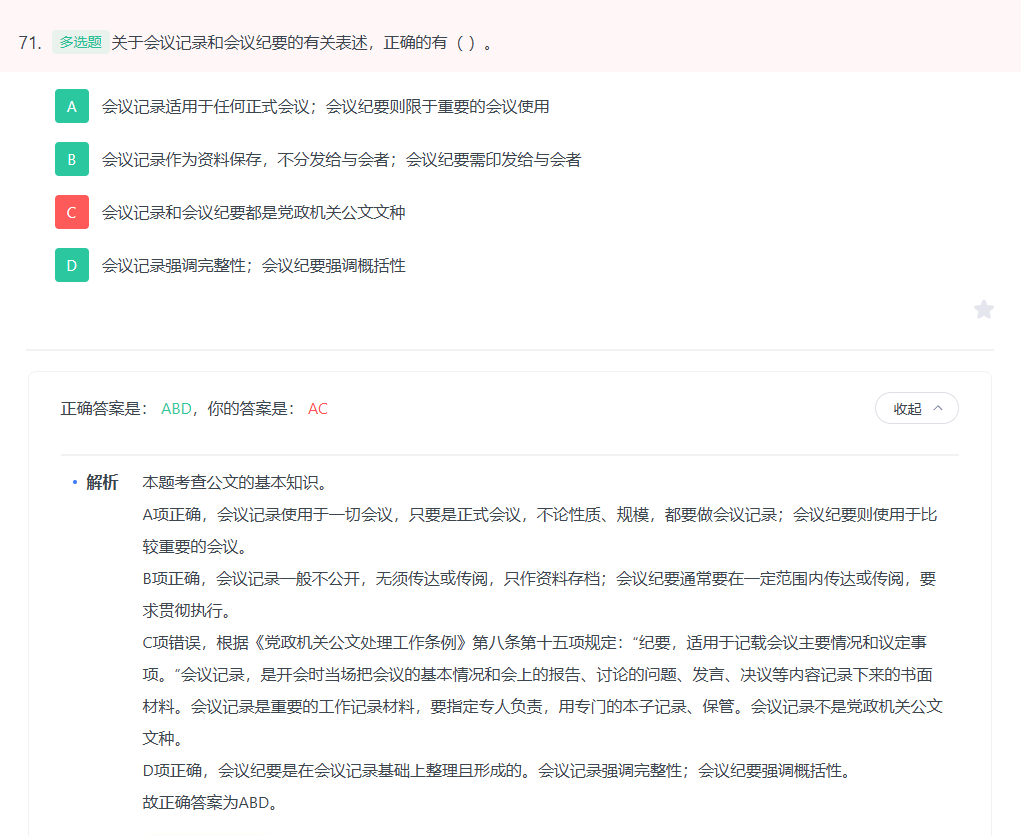 71. 多选题 关于会议记录和会议纪要的有关表述，正确的有（ ）。
A 会议记录适用于任何正式会议；会议纪要则限于重要的会议使用
B 会议记录作为资料保存，不分发给与会者；会议纪要需印发给与会者
C 会议记录和会议纪要都是党政机关公文文种
D 会议记录强调完整性；会议纪要强调概括性
正确答案是： ABD，你的答案是： AC
收起
解析 本题考查公文的基本知识。
A项正确，会议记录使用于一切会议，只要是正式会议，不论性质、规模，都要做会议记录；会议纪要则使用于比
较重要的会议。
B项正确，会议记录一般不公开，无须传达或传阅，只作资料存档；会议纪要通常要在一定范围内传达或传阅，要
求贯彻执行。
C项错误，根据《党政机关公文处理工作条例》第八条第十五项规定：“纪要，适用于记载会议主要情况和议定事
项。“会议记录，是开会时当场把会议的基本情况和会上的报告、讨论的问题、发言、决议等内容记录下来的书面
材料。会议记录是重要的工作记录材料，要指定专人负责，用专门的本子记录、保管。会议记录不是党政机关公文
文种。
D项正确，会议纪要是在会议记录基础上整理且形成的。会议记录强调完整性；会议纪要强调概括性。
故正确答案为ABD。